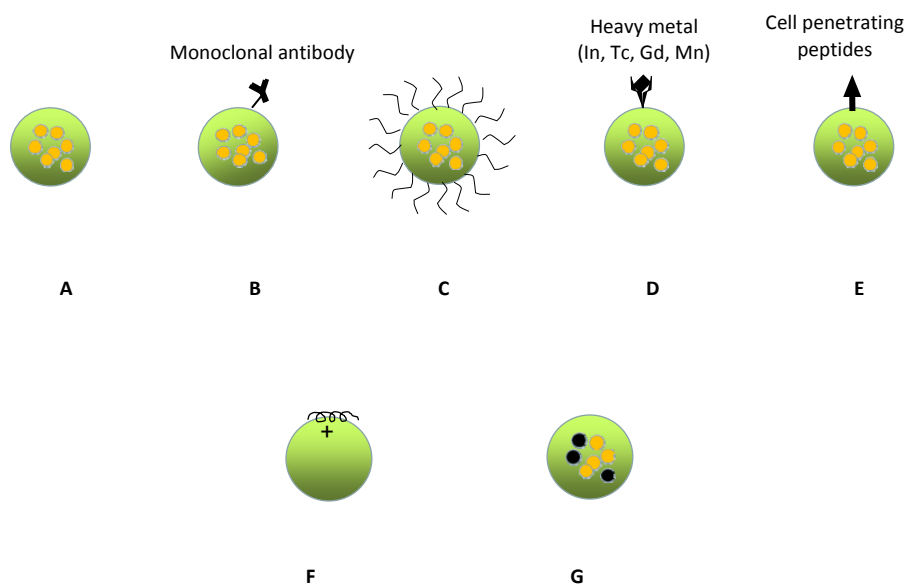 Monoclonal antibody
Heavy metal
(In, Tc, Gd, Mn)
Cell penetrating
peptides
A
B
C
D
E
+
F
G